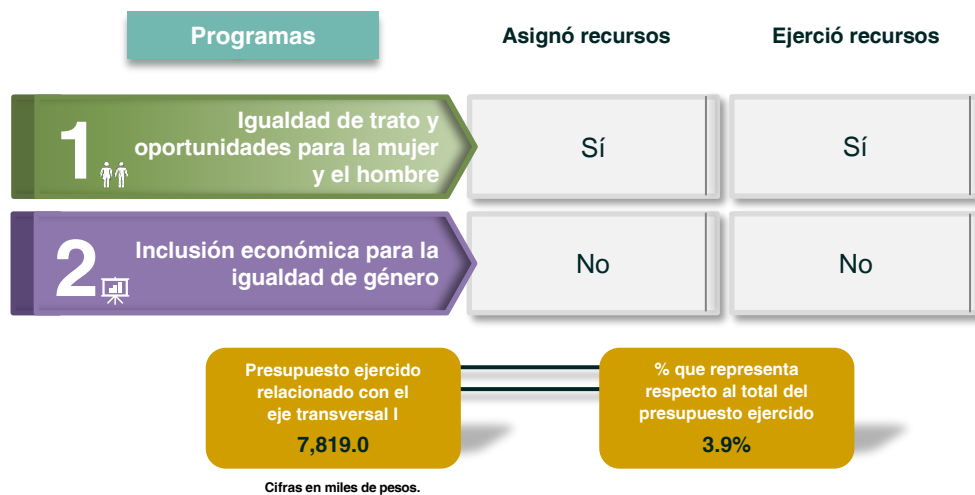 Programas
Asignó recursos
Ejerció recursos
1
Igualdad de trato y
oportunidades para la mujer
y el hombre
Sí
Sí
2
Inclusión económica para la
igualdad de género
No
No
Presupuesto ejercido
relacionado con el
eje transversal I
7,819.0
% que representa
respecto al total del
presupuesto ejercido
3.9%
Cifras en miles de pesos.